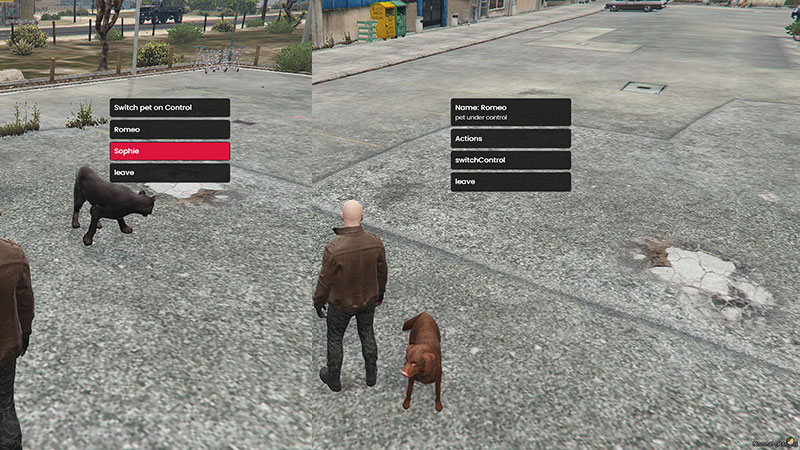 Switch pet on Control
Romeo
Sophie
leave
Name: Romeo
pet under control
Actions
switchControl
leave